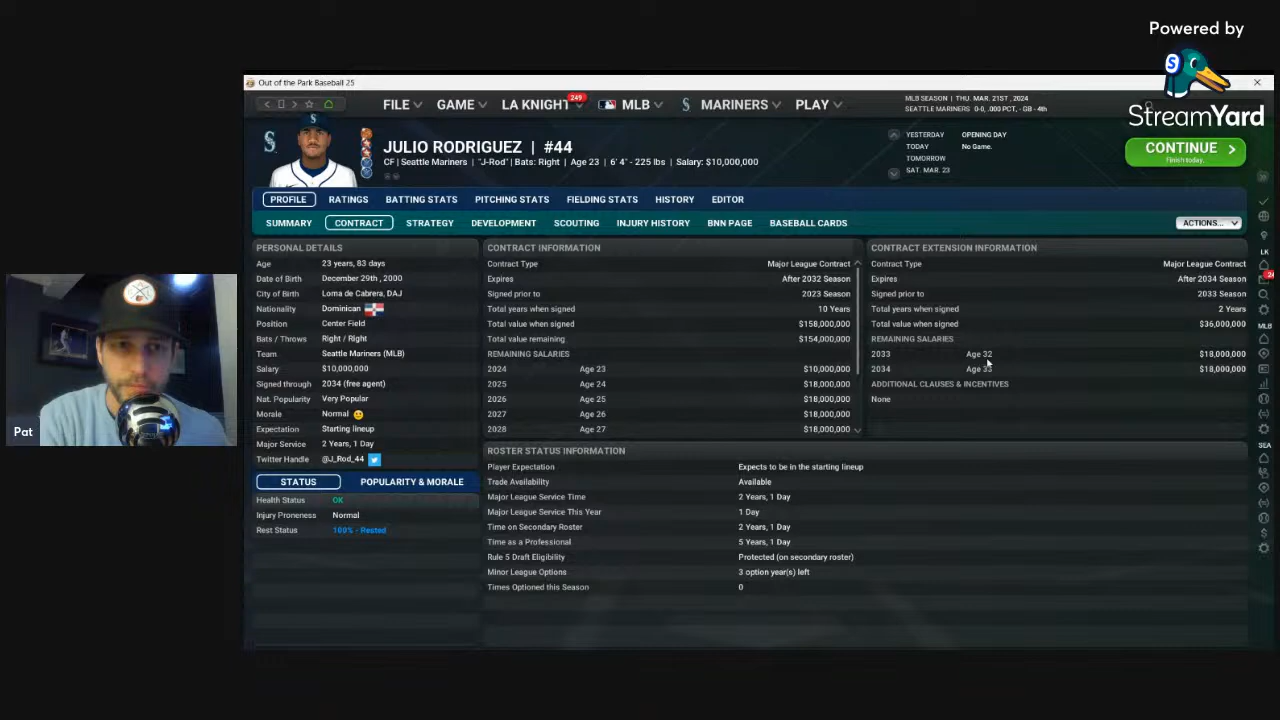 Powered by
StreamYard
Out of the Park Baseball 25
FILE GAME LA KNIGHT 249 MLB MARINERS PLAY
MLB SEASON | THU. MAR. 21ST, 2024
SEATTLE MARINERS 0-0, .000 PCT, - GB - 4th
JULIO RODRIGUEZ | #44
CF | Seattle Mariners | "J-Rod" | Bats: Right | Age 23 | 6' 4" - 225 lbs | Salary: $10,000,000
YESTERDAY OPENING DAY
TODAY No Game.
TOMORROW
SAT. MAR. 23
CONTINUE
Finish today.
PROFILE RATINGS BATTING STATS PITCHING STATS FIELDING STATS HISTORY EDITOR
SUMMARY CONTRACT STRATEGY DEVELOPMENT SCOUTING INJURY HISTORY BNN PAGE BASEBALL CARDS ACTIONS...
PERSONAL DETAILS
Age 23 years, 83 days
Date of Birth December 29th , 2000
City of Birth Loma de Cabrera, DAJ
Nationality Dominican
Position Center Field
Bats / Throws Right / Right
Team Seattle Mariners (MLB)
Salary $10,000,000
Signed through 2034 (free agent)
Nat. Popularity Very Popular
Morale Normal
Expectation Starting lineup
Major Service 2 Years, 1 Day
Twitter Handle @J_Rod_44
STATUS POPULARITY & MORALE
Health Status OK
Injury Proneness Normal
Rest Status 100% - Rested
CONTRACT INFORMATION
Contract Type Major League Contract
Expires After 2032 Season
Signed prior to 2023 Season
Total years when signed 10 Years
Total value when signed $158,000,000
Total value remaining $154,000,000
REMAINING SALARIES
2024 Age 23 $10,000,000
2025 Age 24 $18,000,000
2026 Age 25 $18,000,000
2027 Age 26 $18,000,000
2028 Age 27 $18,000,000
CONTRACT EXTENSION INFORMATION
Contract Type Major League Contract
Expires After 2034 Season
Signed prior to 2033 Season
Total years when signed 2 Years
Total value when signed $36,000,000
REMAINING SALARIES
2033 Age 32 $18,000,000
2034 Age 33 $18,000,000
ADDITIONAL CLAUSES & INCENTIVES
None
ROSTER STATUS INFORMATION
Player Expectation Expects to be in the starting lineup
Trade Availability Available
Major League Service Time 2 Years, 1 Day
Major League Service This Year 1 Day
Time on Secondary Roster 2 Years, 1 Day
Time as a Professional 5 Years, 1 Day
Rule 5 Draft Eligibility Protected (on secondary roster)
Minor League Options 3 option year(s) left
Times Optioned this Season 0
LK
MLB
SEA
Pat